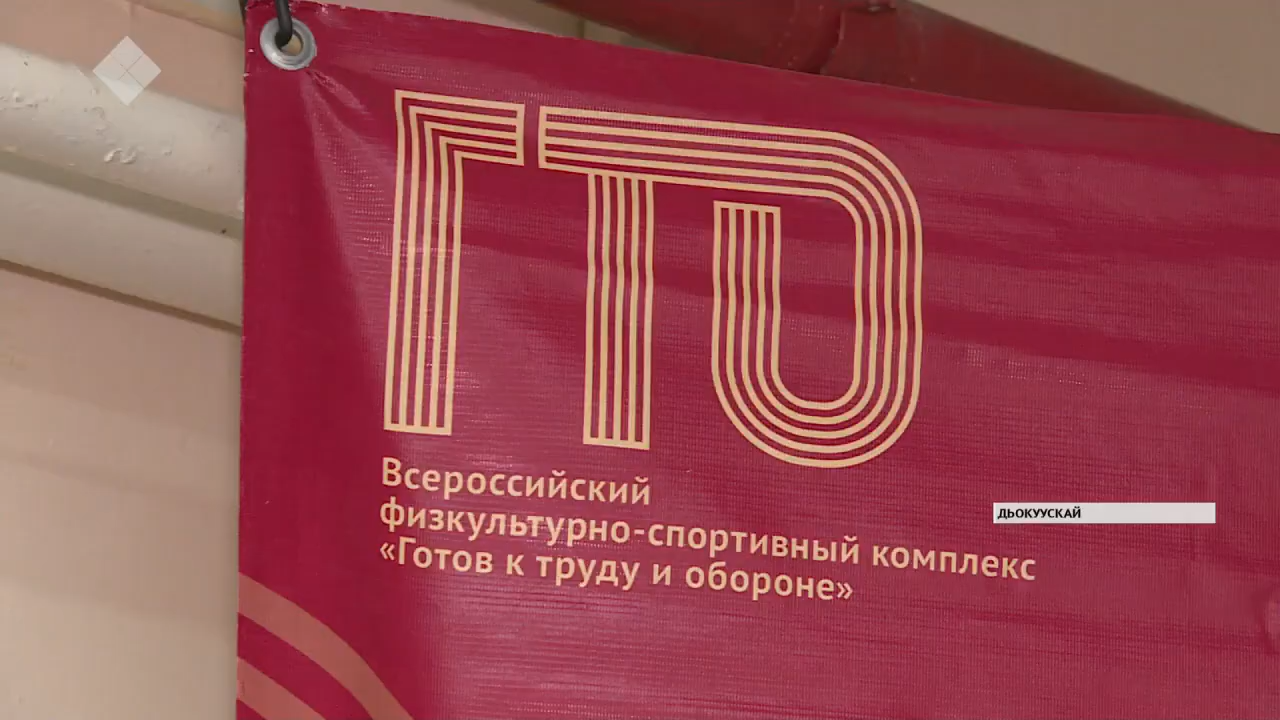 ГТО
Всероссийский
физкультурно-спортивный комплекс
«Готов к труду и обороне»
ДЬОКУУСКАЙ